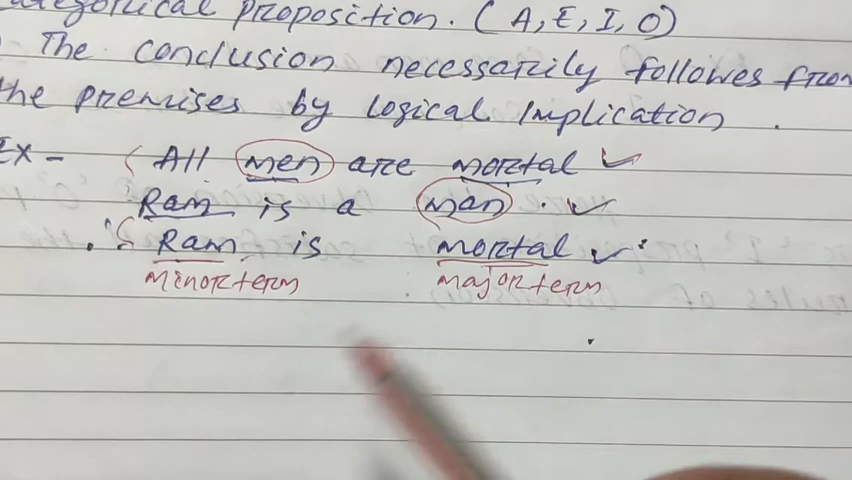 categorical proposition. (A, E, I, O)
The conclusion necessarily followes from
the premises by logical Implication.
Ex - All men are mortal
Ram is a man.
Ram is mortal
minor term major term